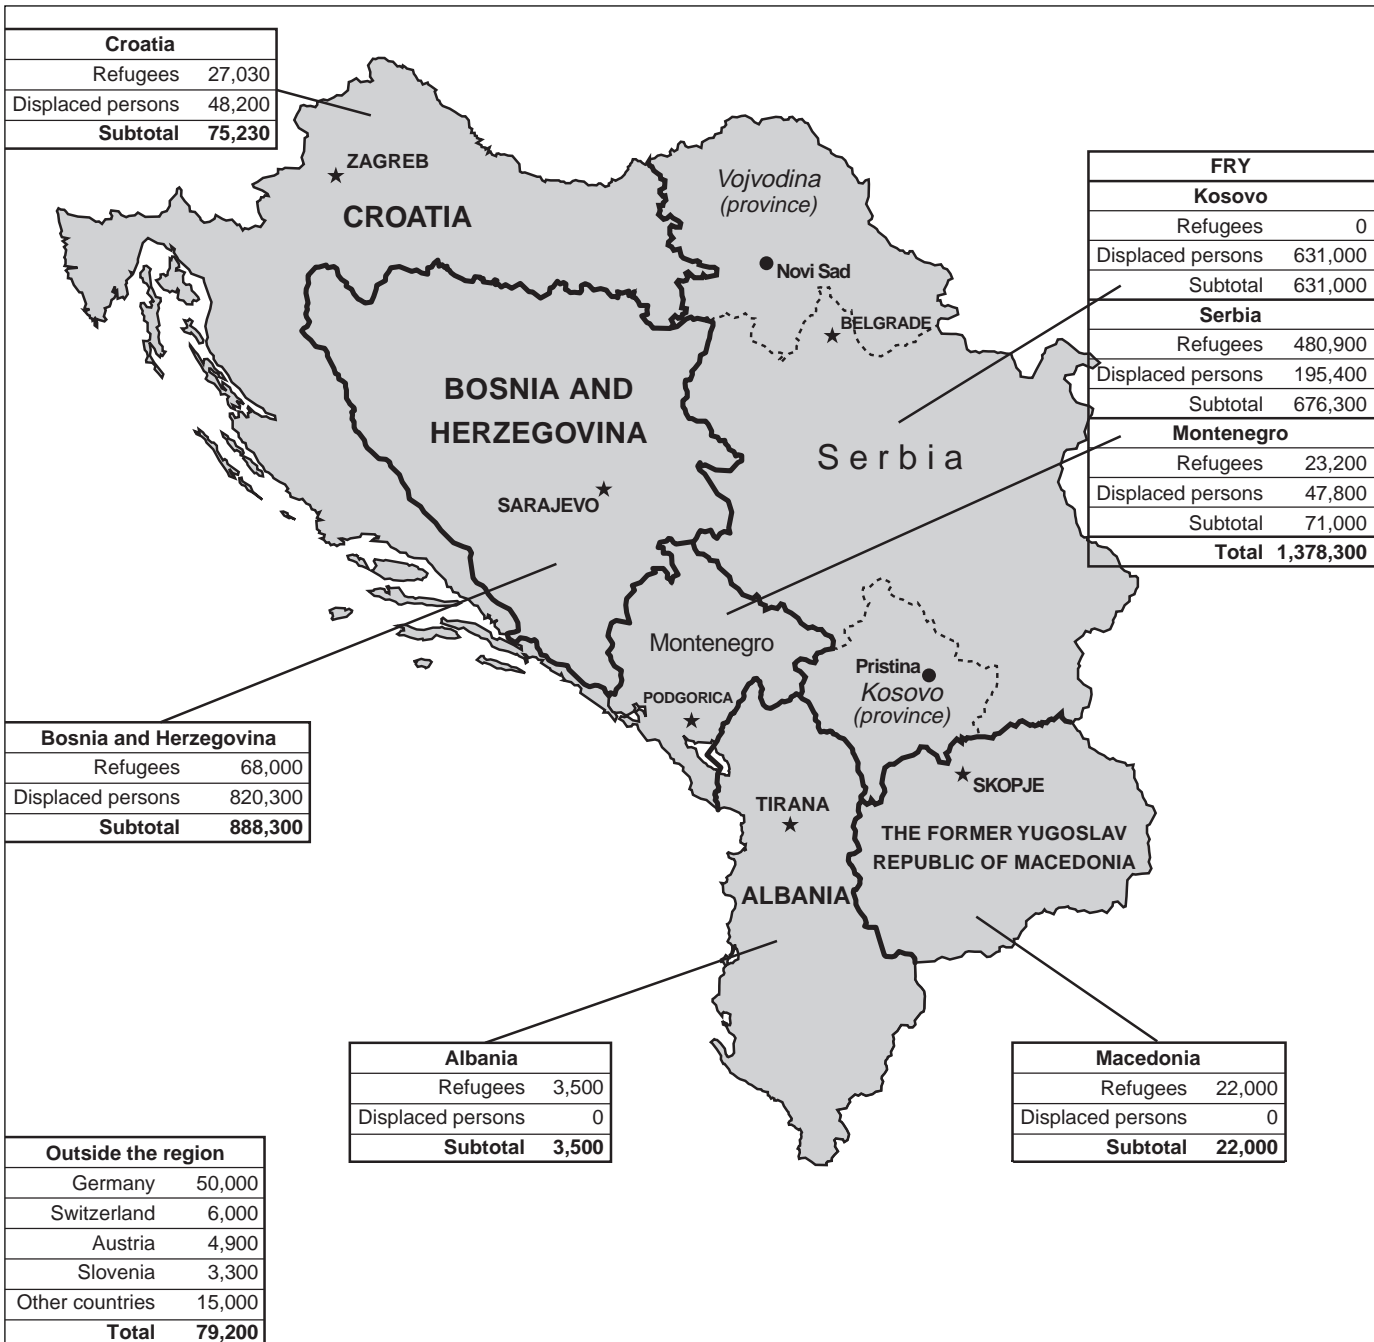 Croatia
Refugees 27,030
Displaced persons 48,200
Subtotal 75,230
ZAGREB
CROATIA
Vojvodina
(province)
Novi Sad
BELGRADE
FRY
Kosovo
Refugees 0
Displaced persons 631,000
Subtotal 631,000
Serbia
Refugees 480,900
Displaced persons 195,400
Subtotal 676,300
Montenegro
Refugees 23,200
Displaced persons 47,800
Subtotal 71,000
Total 1,378,300
BOSNIA AND
HERZEGOVINA
SARAJEVO
Serbia
Montenegro
PODGORICA
Pristina
Kosovo
(province)
Bosnia and Herzegovina
Refugees 68,000
Displaced persons 820,300
Subtotal 888,300
SKOPJE
THE FORMER YUGOSLAV
REPUBLIC OF MACEDONIA
TIRANA
ALBANIA
Albania
Refugees 3,500
Displaced persons 0
Subtotal 3,500
Macedonia
Refugees 22,000
Displaced persons 0
Subtotal 22,000
Outside the region
Germany 50,000
Switzerland 6,000
Austria 4,900
Slovenia 3,300
Other countries 15,000
Total 79,200